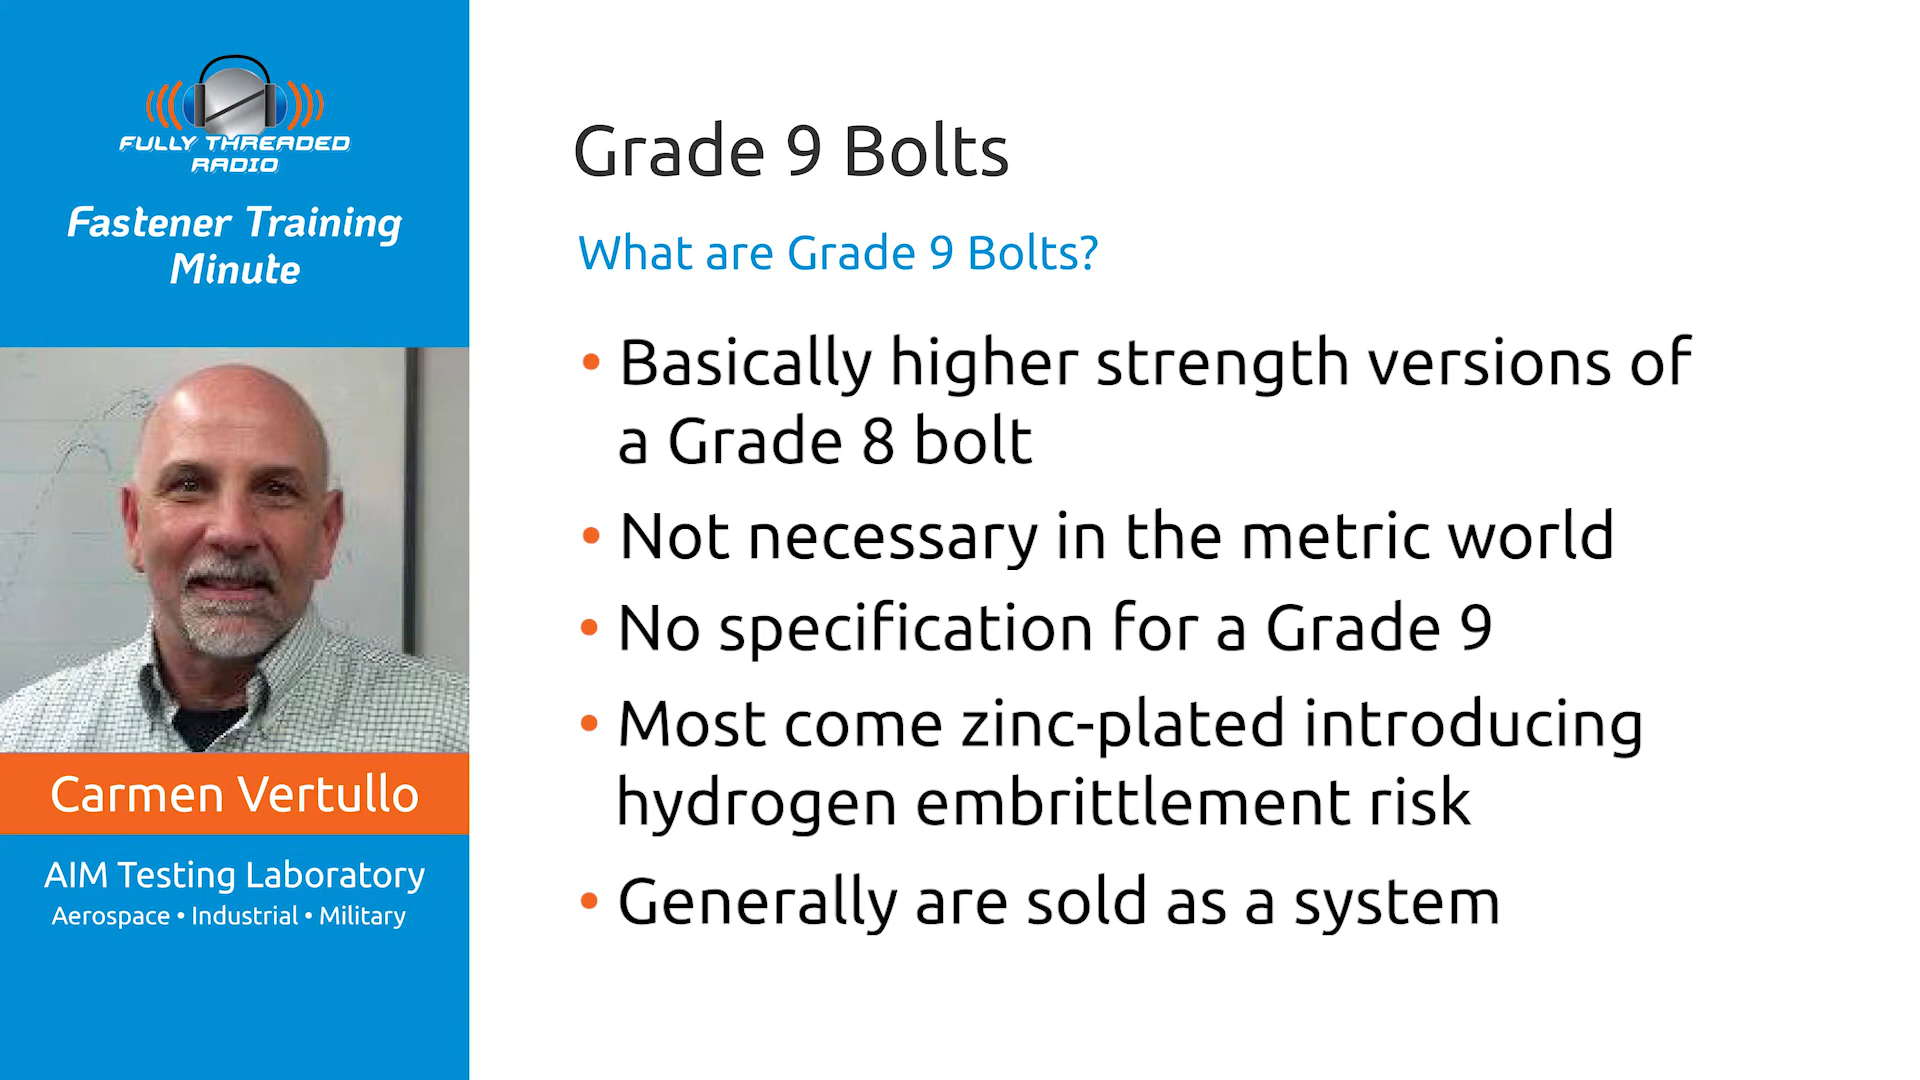 FULLY THREADED
RADIO
Fastener Training
Minute
Carmen Vertullo
AIM Testing Laboratory
Aerospace • Industrial • Military
Grade 9 Bolts
What are Grade 9 Bolts?
• Basically higher strength versions of
a Grade 8 bolt
• Not necessary in the metric world
• No specification for a Grade 9
• Most come zinc-plated introducing
hydrogen embrittlement risk
• Generally are sold as a system